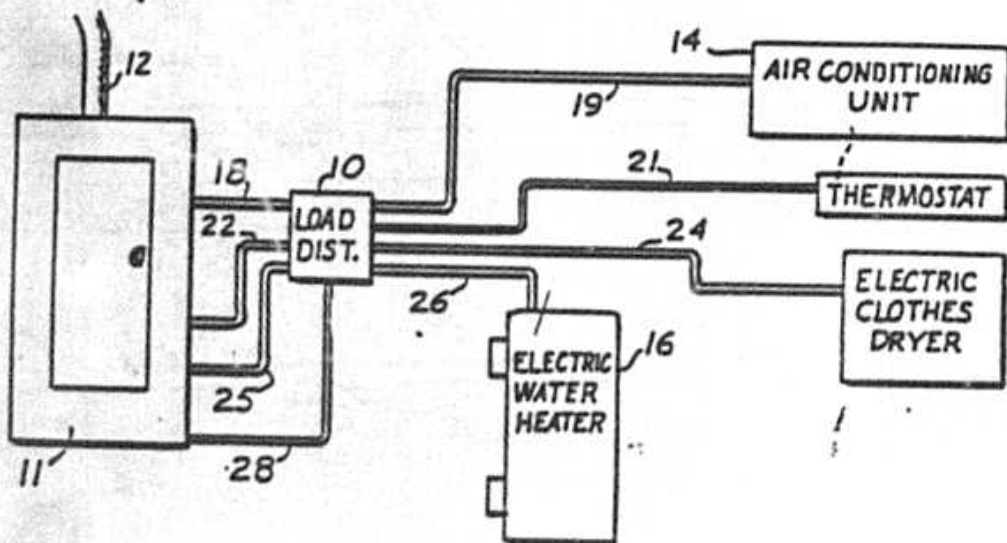 12
14
AIR CONDITIONING
UNIT
19
10
18
21
THERMOSTAT
LOAD
DIST.
22
24
26
ELECTRIC
CLOTHES
DRYER
ELECTRIC
WATER
HEATER
16
25
11
28